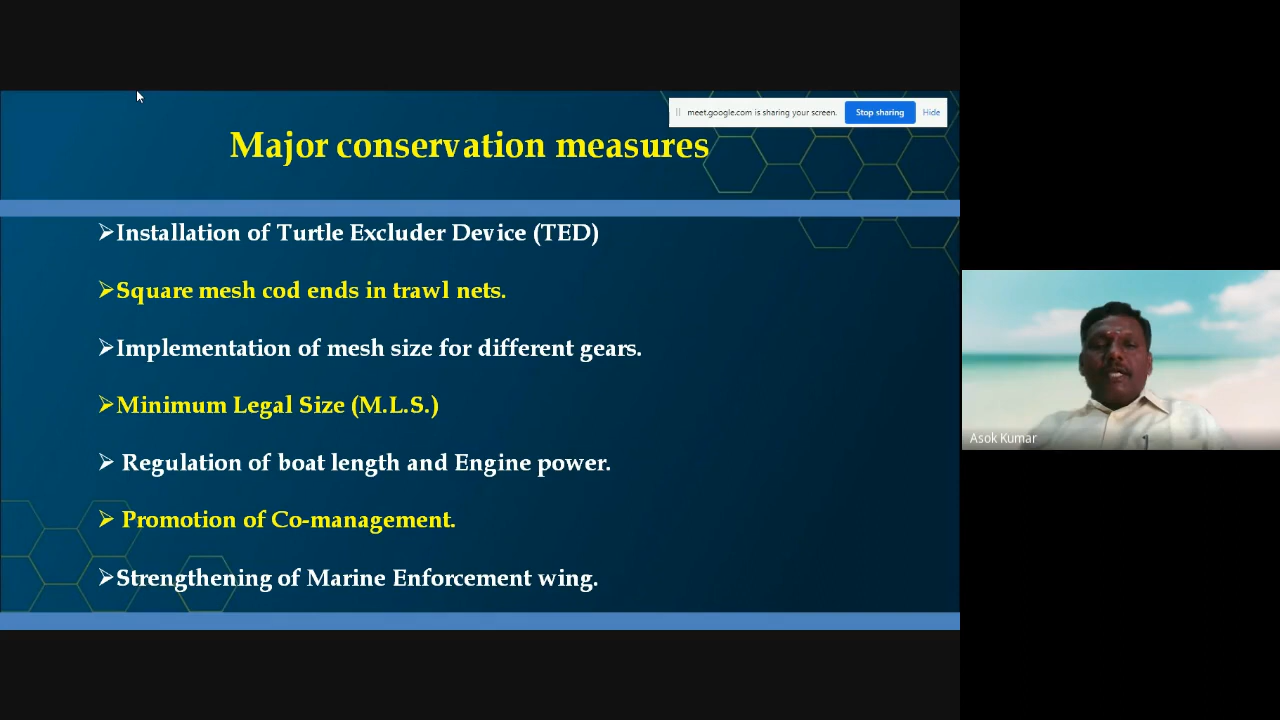 meet.google.com is sharing your screen.
Stop sharing
Hide
Major conservation measures
➢Installation of Turtle Excluder Device (TED)
➢Square mesh cod ends in trawl nets.
➢Implementation of mesh size for different gears.
➢Minimum Legal Size (M.L.S.)
➢ Regulation of boat length and Engine power.
➢ Promotion of Co-management.
➢Strengthening of Marine Enforcement wing.
Asok Kumar